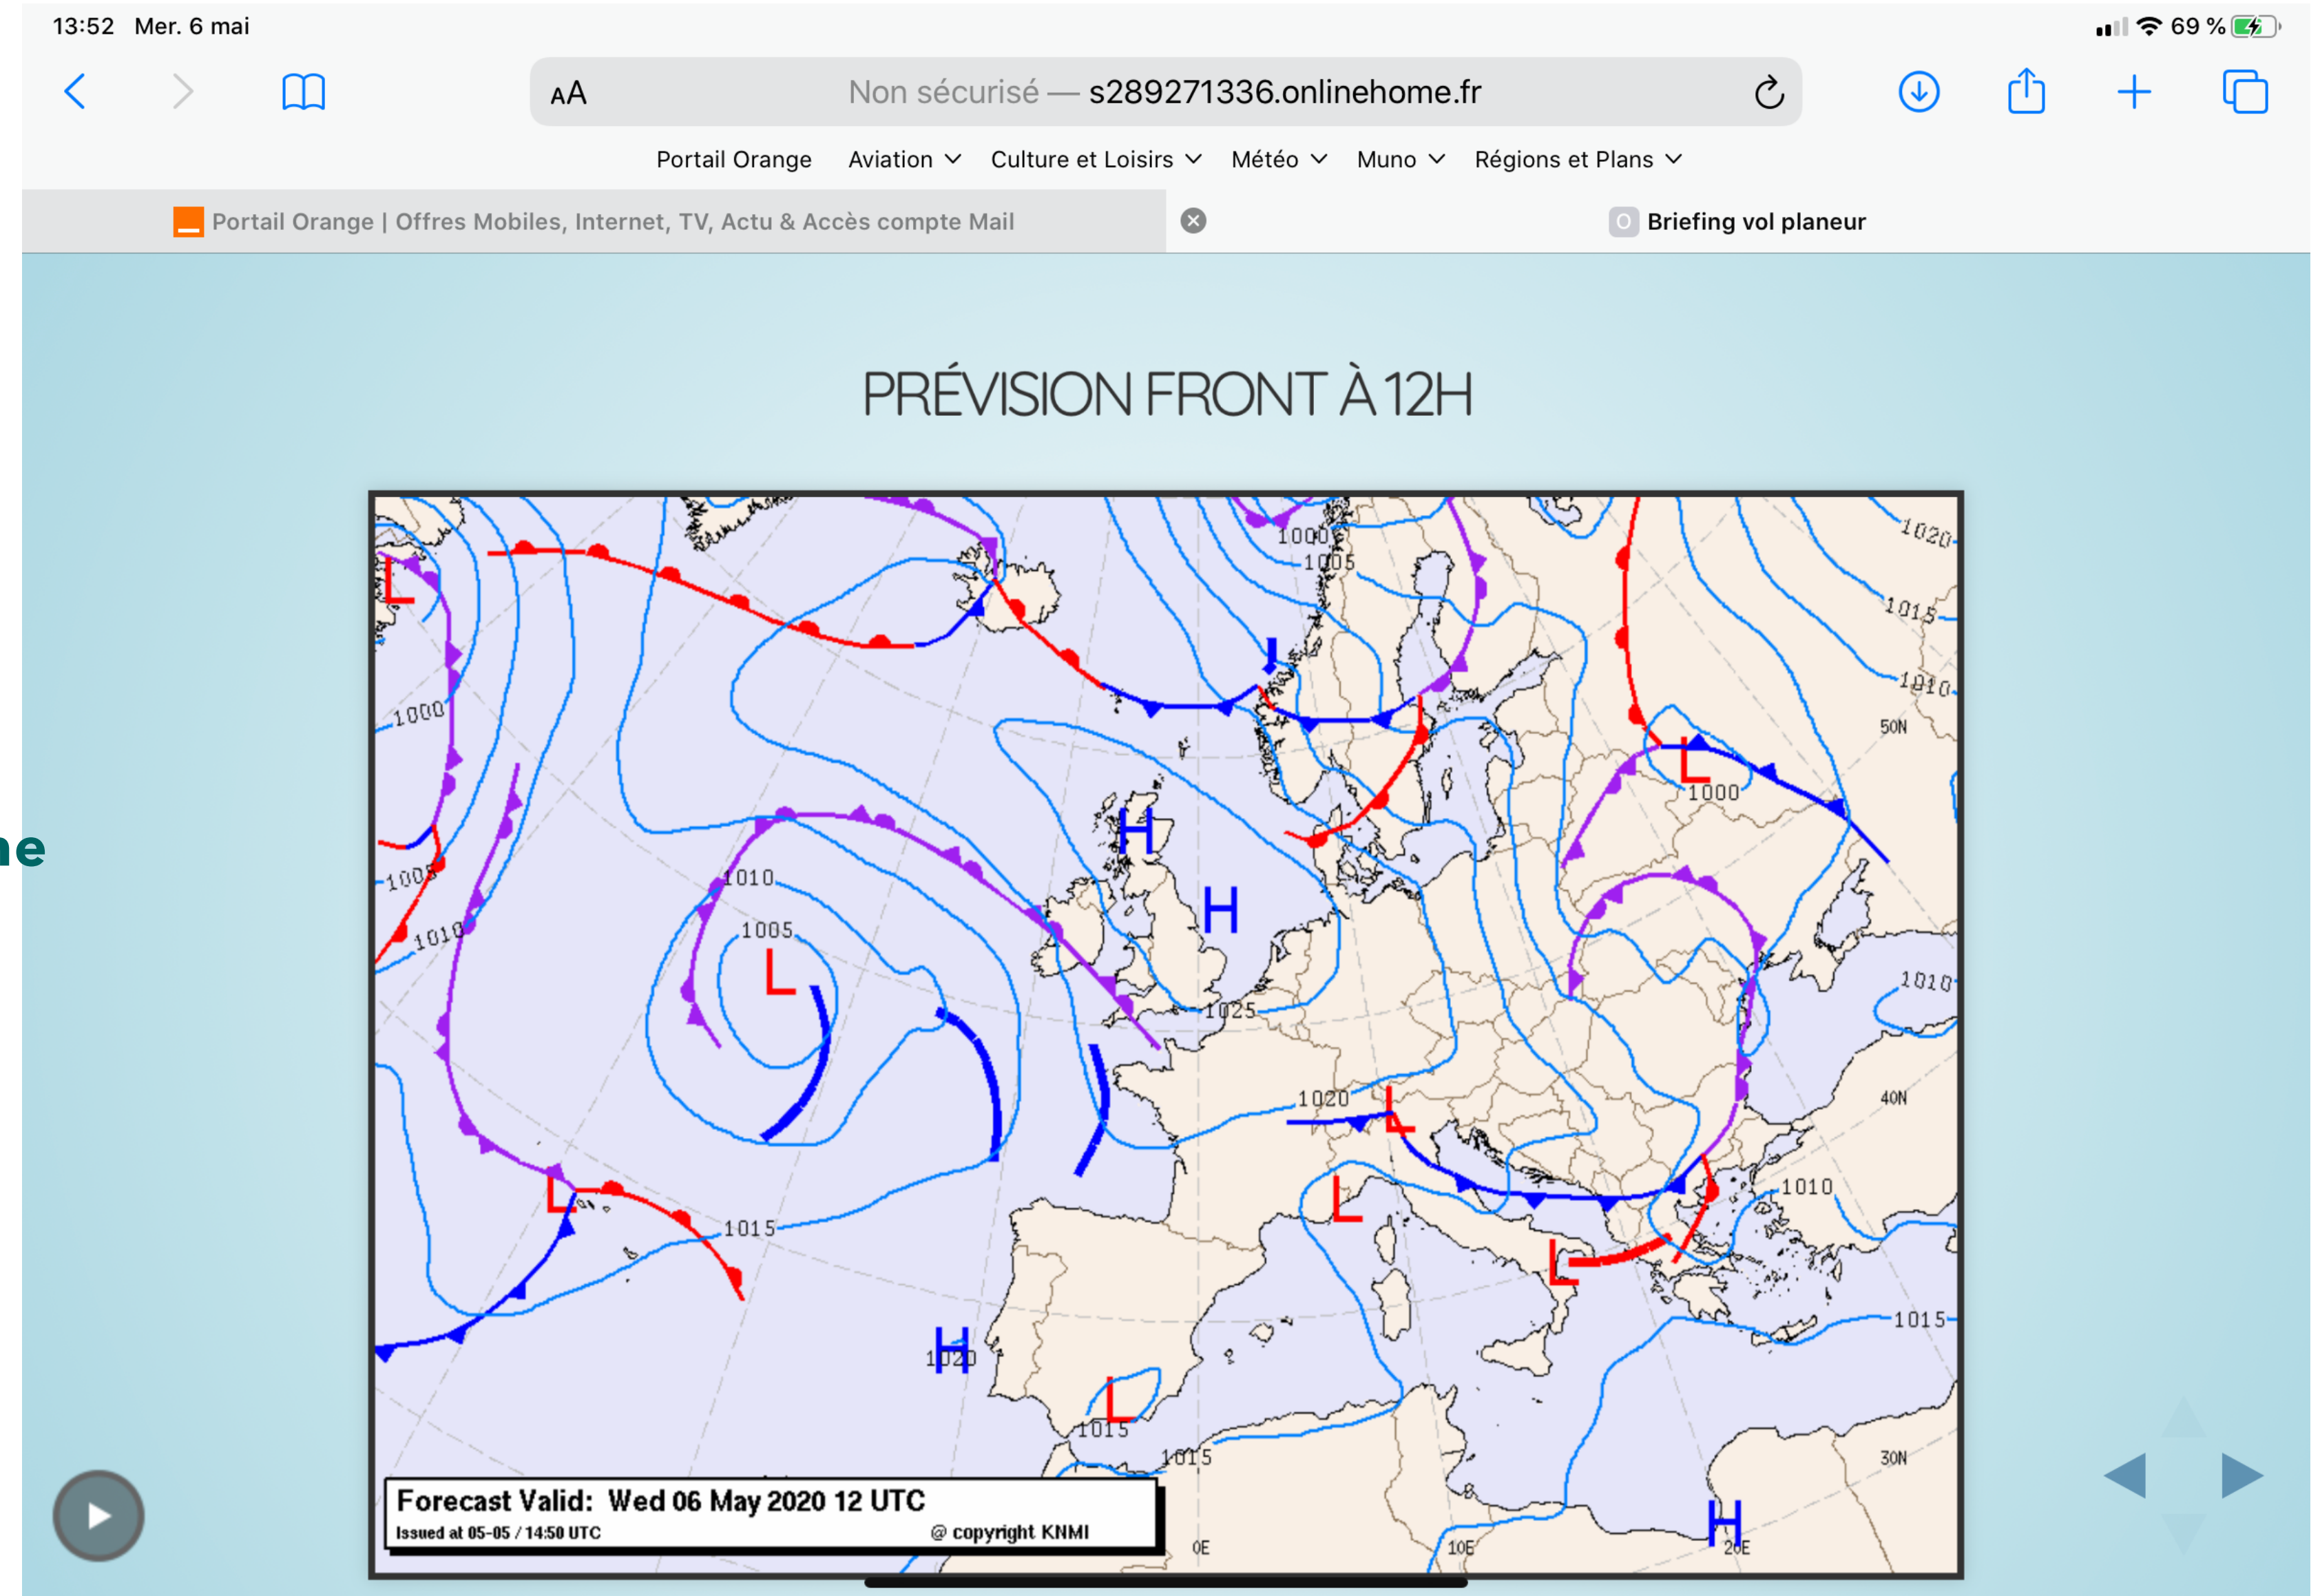 13:52 Mer. 6 mai
69 %
AA Non sécurisé — s289271336.onlinehome.fr
Portail Orange Aviation Culture et Loisirs Météo Muno Régions et Plans
Portail Orange | Offres Mobiles, Internet, TV, Actu & Accès compte Mail
O Briefing vol planeur
PRÉVISION FRONT À 12H
1000
1020
1005
L
1015
1010
1000
50N
L
1000
H
1005
1010
H
1010
1005
L
1010
1025
1020
L
40N
L
L
1010
1015
L
1015
H
1020
L
1015
1015
30N
H
0E
10E
20E
Forecast Valid: Wed 06 May 2020 12 UTC
Issued at 05-05 / 14:50 UTC @ copyright KNMI